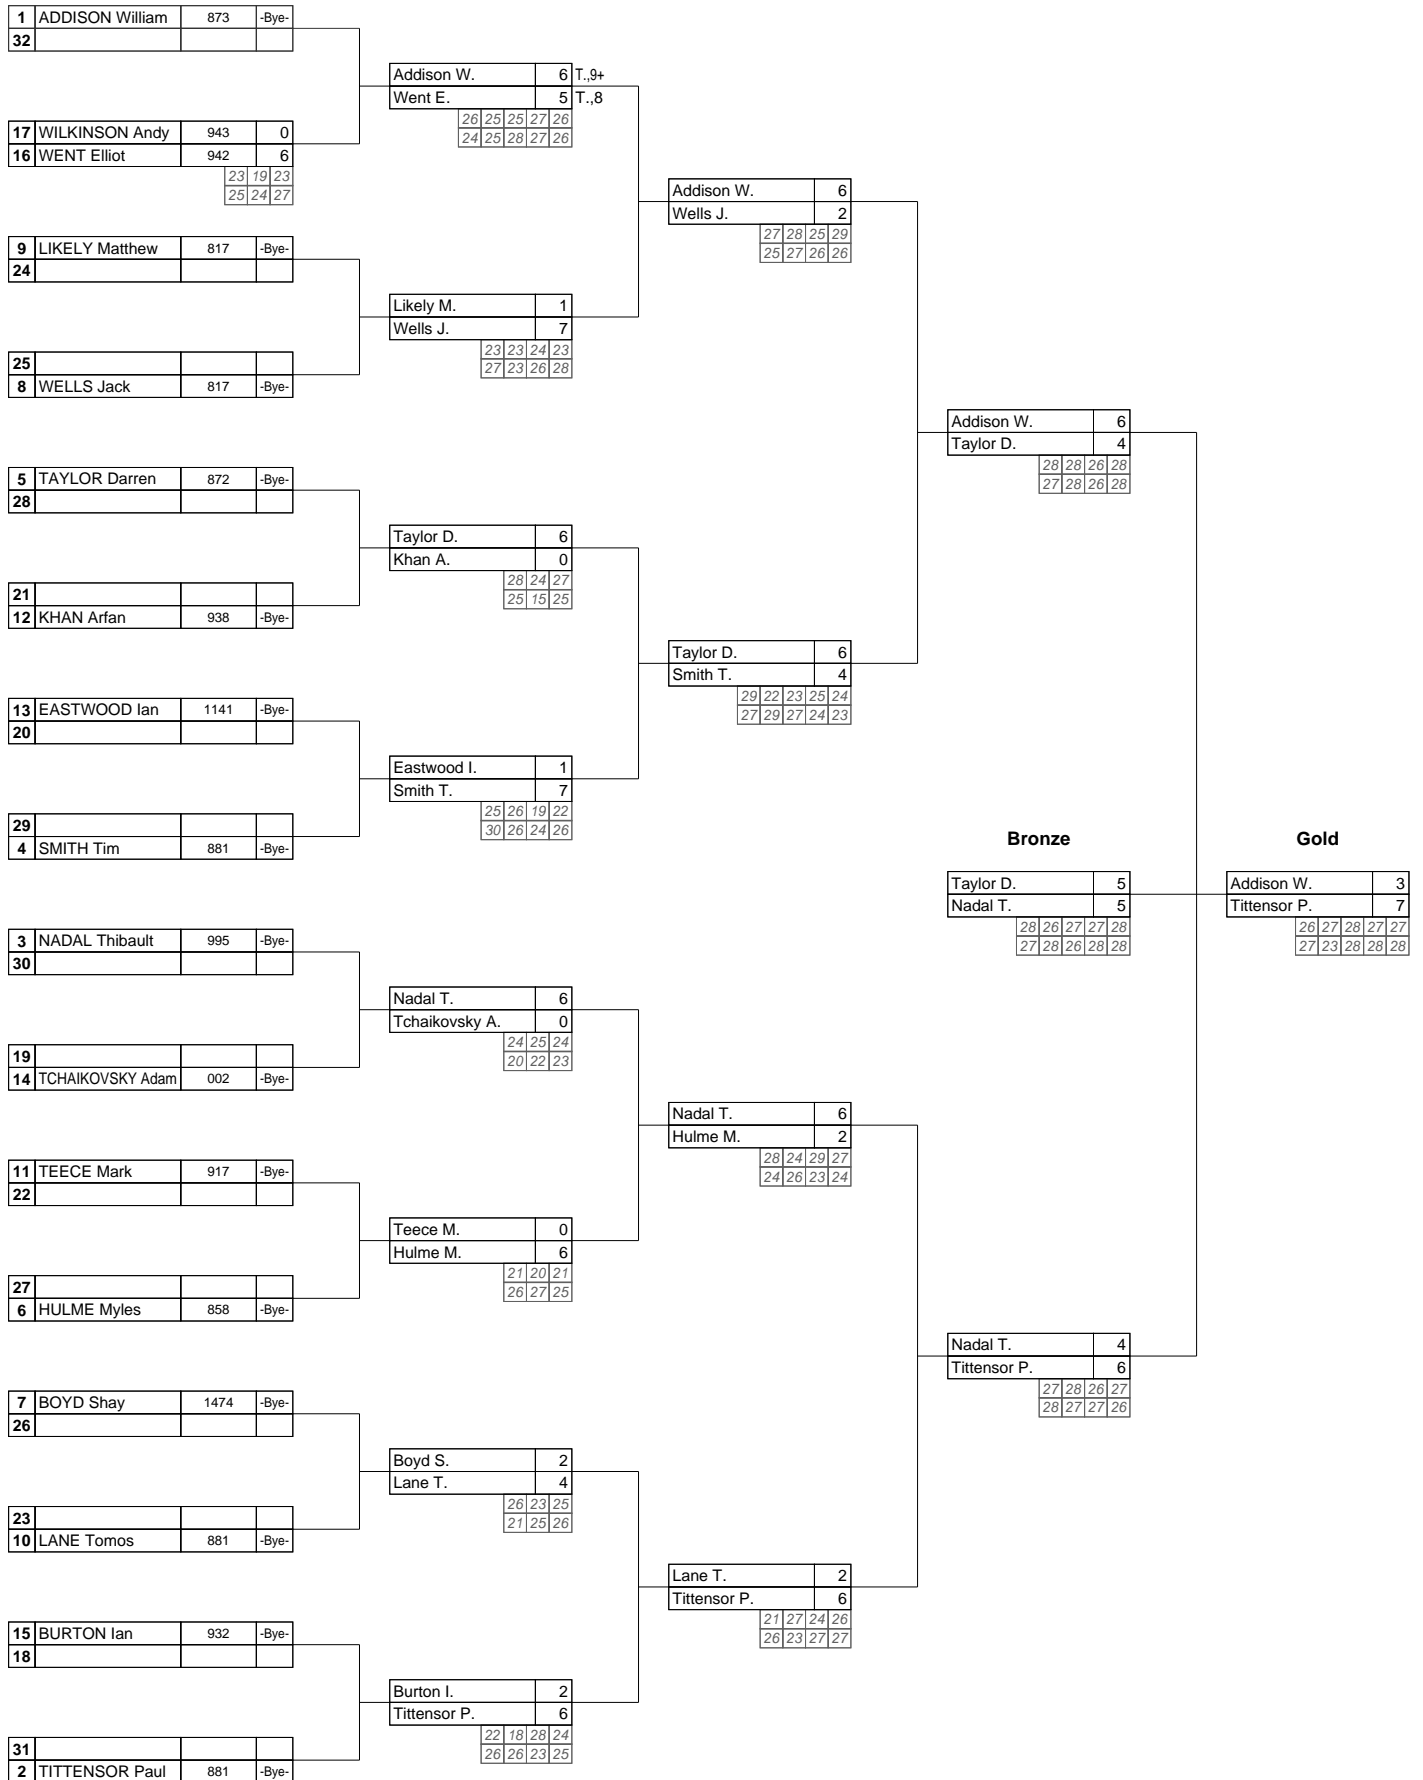 1 ADDISON William 873 -Bye-
32
Addison W. 6 T.,9+
Went E. 5 T.,8
26 25 25 27 26
24 25 28 27 26
17 WILKINSON Andy 943 0
16 WENT Elliot 942 6
23 19 23
25 24 27
Addison W. 6
Wells J. 2
27 28 25 29
25 27 26 26
9 LIKELY Matthew 817 -Bye-
24
Likely M. 1
Wells J. 7
23 23 24 23
27 23 26 28
25
8 WELLS Jack 817 -Bye-
Addison W. 6
Taylor D. 4
28 28 26 28
27 28 26 28
5 TAYLOR Darren 872 -Bye-
28
Taylor D. 6
Khan A. 0
28 24 27
25 15 25
21
12 KHAN Arfan 938 -Bye-
Taylor D. 6
Smith T. 4
29 22 23 25 24
27 29 27 24 23
13 EASTWOOD Ian 1141 -Bye-
20
Eastwood I. 1
Smith T. 7
25 26 19 22
30 26 24 26
29
4 SMITH Tim 881 -Bye-
Bronze Gold
Taylor D. 5
Nadal T. 5
28 26 27 27 28
27 28 26 28 28
Addison W. 3
Tittensor P. 7
26 27 28 27 27
27 23 28 28 28
3 NADAL Thibault 995 -Bye-
30
Nadal T. 6
Tchaikovsky A. 0
24 25 24
20 22 23
19
14 TCHAIKOVSKY Adam 002 -Bye-
Nadal T. 6
Hulme M. 2
28 24 29 27
24 26 23 24
11 TEECE Mark 917 -Bye-
22
Teece M. 0
Hulme M. 6
21 20 21
26 27 25
27
6 HULME Myles 858 -Bye-
Nadal T. 4
Tittensor P. 6
27 28 26 27
28 27 27 26
7 BOYD Shay 1474 -Bye-
26
Boyd S. 2
Lane T. 4
26 23 25
21 25 26
23
10 LANE Tomos 881 -Bye-
Lane T. 2
Tittensor P. 6
21 27 24 26
26 23 27 27
15 BURTON Ian 932 -Bye-
18
Burton I. 2
Tittensor P. 6
22 18 28 24
26 26 23 25
31
2 TITTENSOR Paul 881 -Bye-